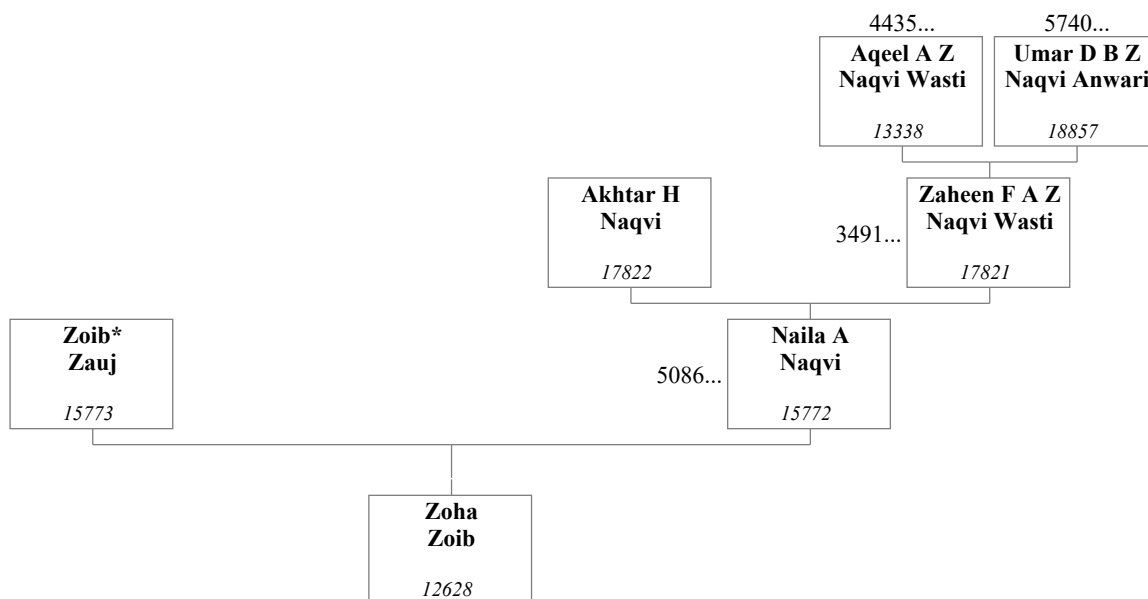 4435...
5740...
Aqeel A Z
Naqvi Wasti
13338
Umar D B Z
Naqvi Anwari
18857
Akhtar H
Naqvi
17822
3491...
Zaheen F A Z
Naqvi Wasti
17821
Zoib*
Zauj
15773
5086...
Naila A
Naqvi
15772
Zoha
Zoib
12628